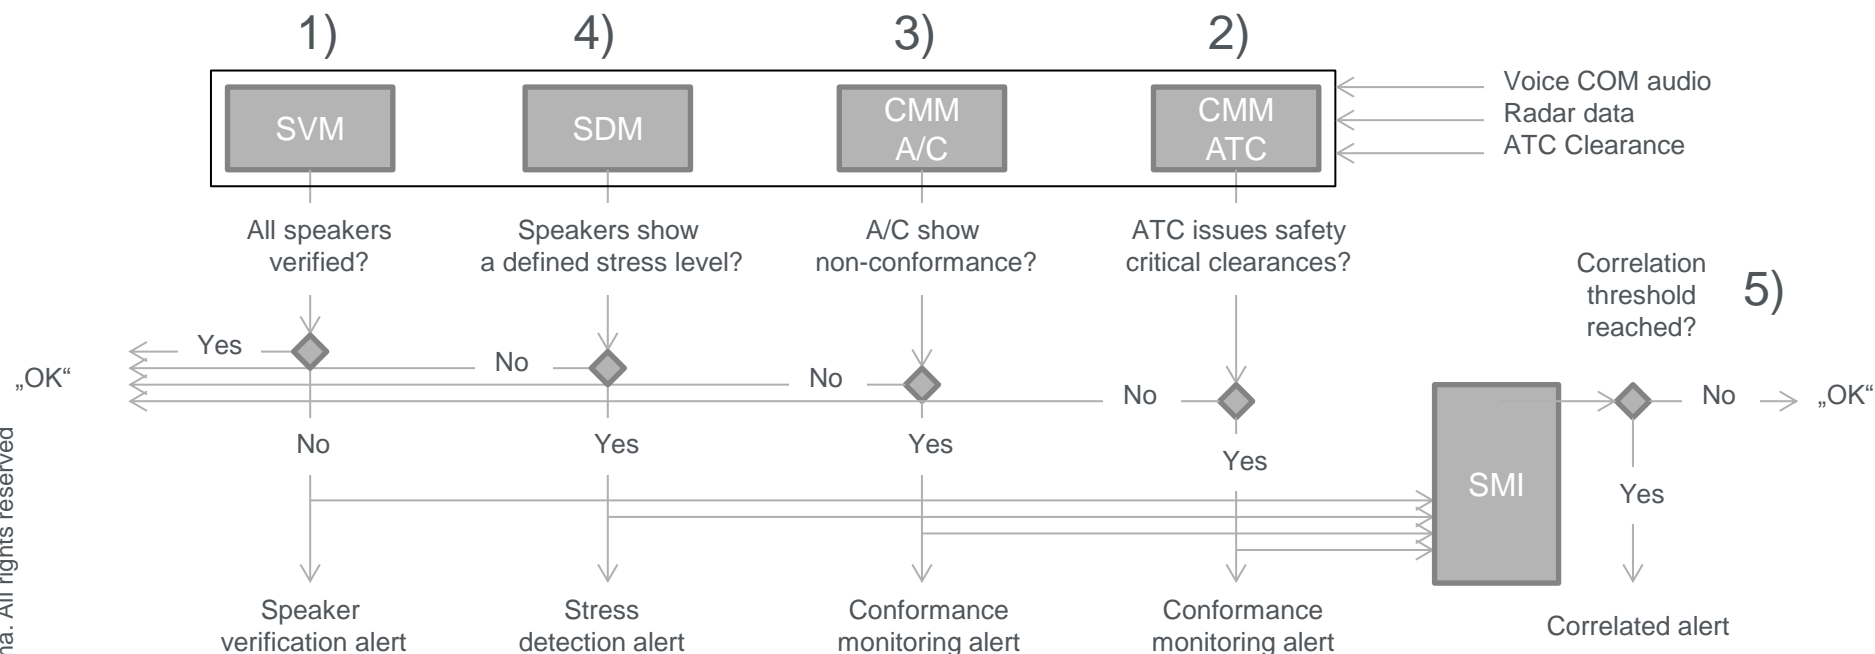 1)
4)
3)
2)
SVM
SDM
CMM
A/C
CMM
ATC
Voice COM audio
Radar data
ATC Clearance
All speakers
verified?
Speakers show
a defined stress level?
A/C show
non-conformance?
ATC issues safety
critical clearances?
Correlation
threshold
reached?
5)
Yes
No
No
No
„OK“
No
„OK“
No
Yes
Yes
Yes
SMI
Yes
Speaker
verification alert
Stress
detection alert
Conformance
monitoring alert
Conformance
monitoring alert
Correlated alert
All rights reserved